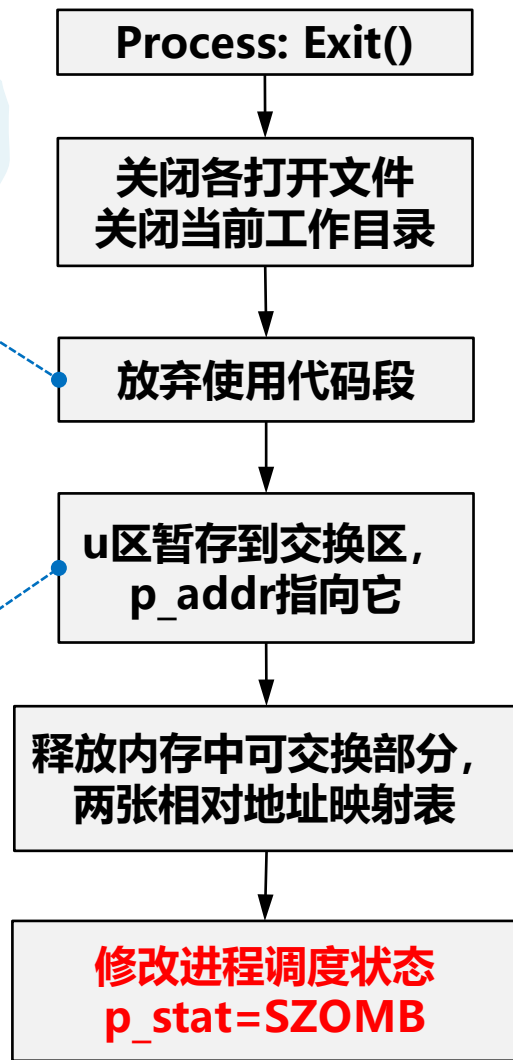 Process: Exit()
关闭各打开文件
关闭当前工作目录
放弃使用代码段
u区暂存到交换区，
p_addr指向它
释放内存中可交换部分，
两张相对地址映射表
修改进程调度状态
p_stat=SZOMB